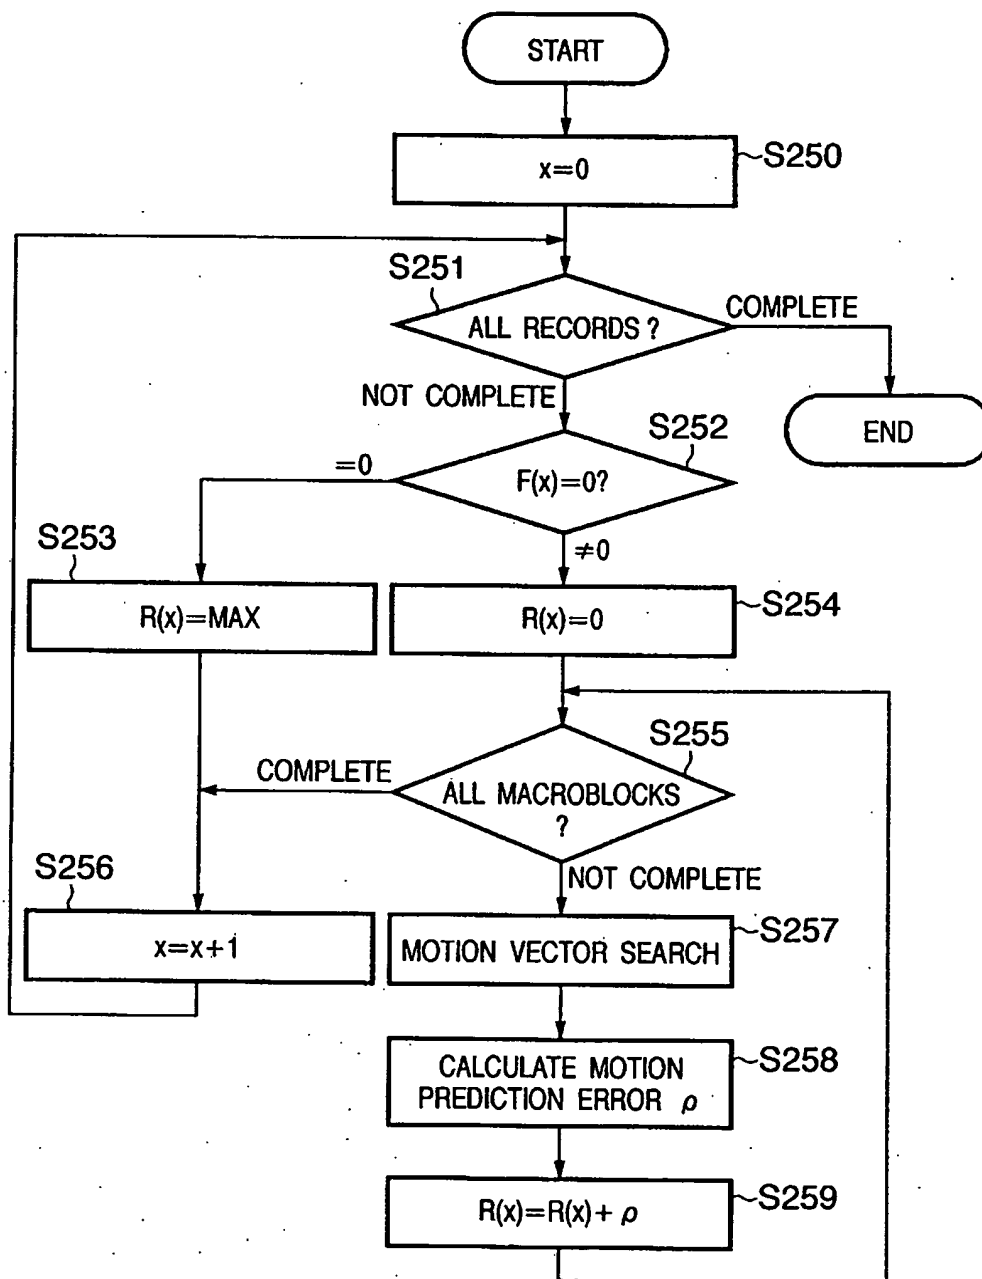 START
x=0
S250
S251
ALL RECORDS ?
COMPLETE
NOT COMPLETE
END
S252
=0
F(x)=0?
≠0
S253
R(x)=MAX
R(x)=0
S254
S255
COMPLETE
ALL MACROBLOCKS
?
NOT COMPLETE
S256
x=x+1
MOTION VECTOR SEARCH
S257
CALCULATE MOTION
PREDICTION ERROR ρ
S258
R(x)=R(x)+ ρ
S259